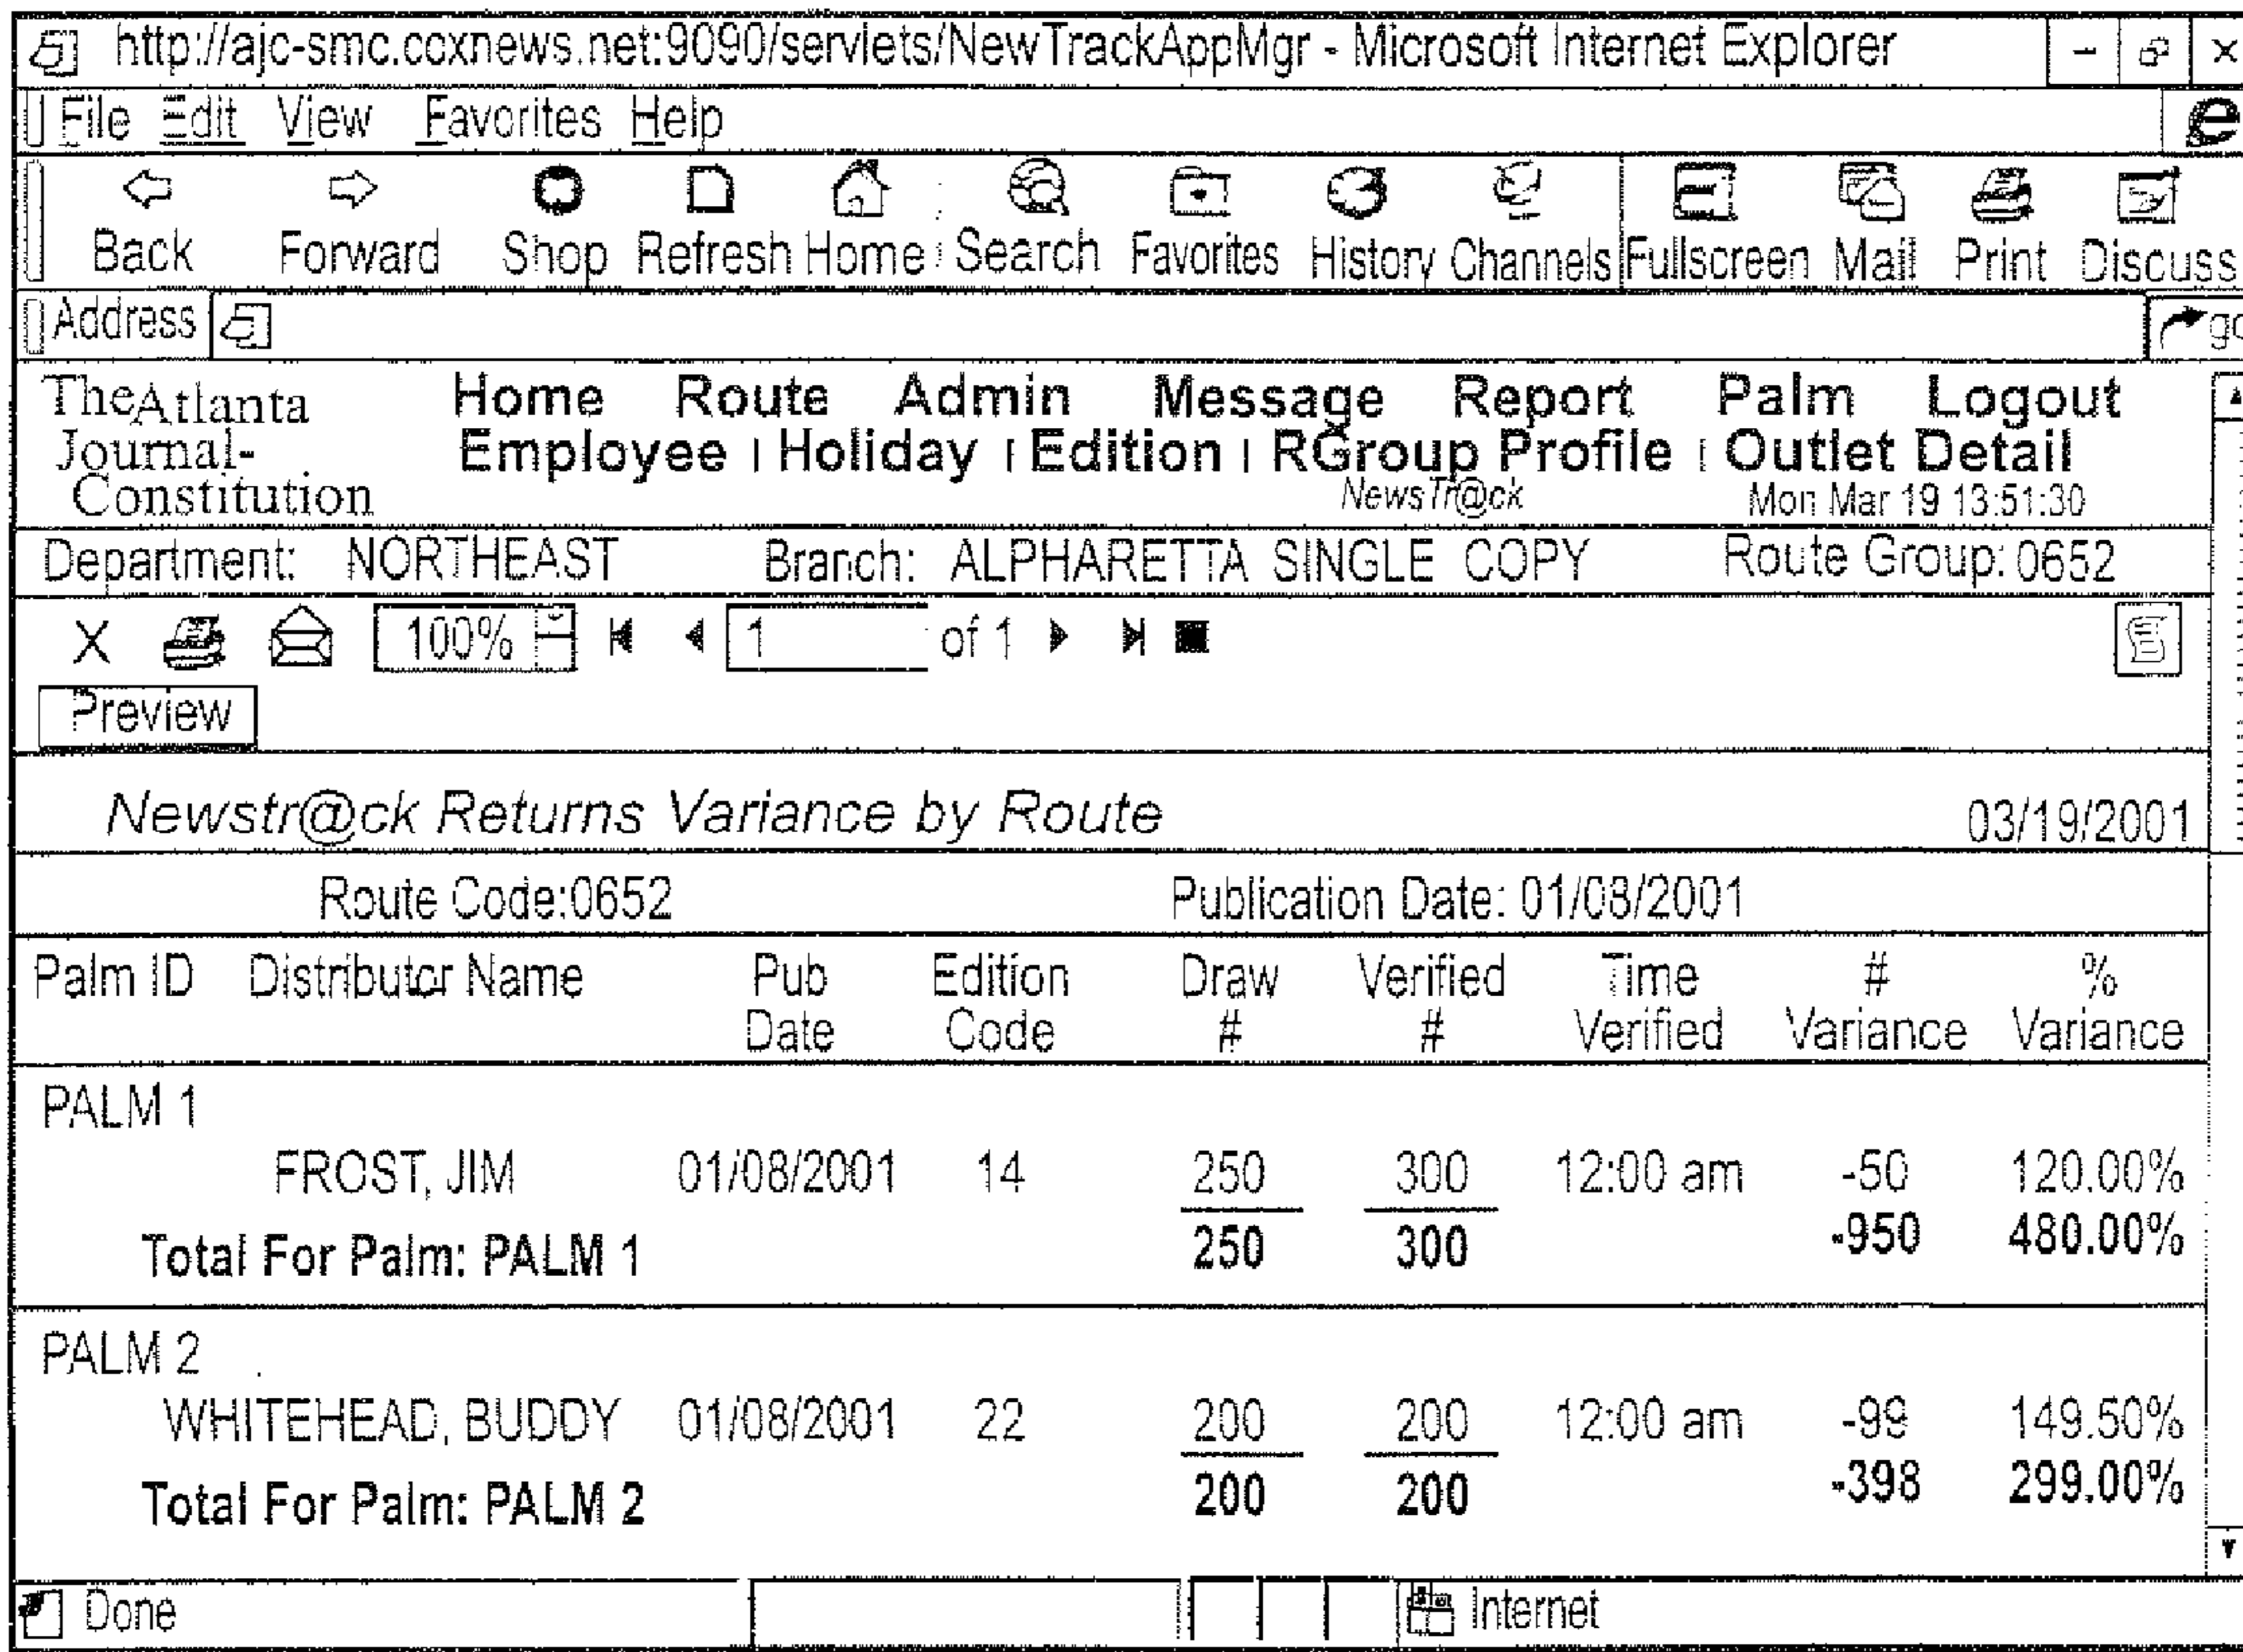 http://ajc-smc.ccxnews.net:9090/servlets/NewTrackAppMgr - Microsoft Internet Explorer
File Edit View Favorites Help
Back Forward Shop Refresh Home Search Favorites History Channels Fullscreen Mail Print Discuss
Address go
The Atlanta Journal-Constitution
Home Route Admin Message Report Palm Logout
Employee | Holiday | Edition | RGroup Profile | Outlet Detail
NewsTr@ck Mon Mar 19 13:51:30
Department: NORTHEAST Branch: ALPHARETTA SINGLE COPY Route Group: 0652
X 100% 1 of 1
Preview
Newstr@ck Returns Variance by Route 03/19/2001
Route Code:0652 Publication Date: 01/08/2001
Palm ID Distributor Name Pub Date Edition Code Draw # Verified # Time Verified # Variance % Variance
PALM 1
FROST, JIM 01/08/2001 14 250 300 12:00 am -50 120.00%
Total For Palm: PALM 1 250 300 -950 480.00%
PALM 2
WHITEHEAD, BUDDY 01/08/2001 22 200 200 12:00 am -99 149.50%
Total For Palm: PALM 2 200 200 -398 299.00%
Done Internet